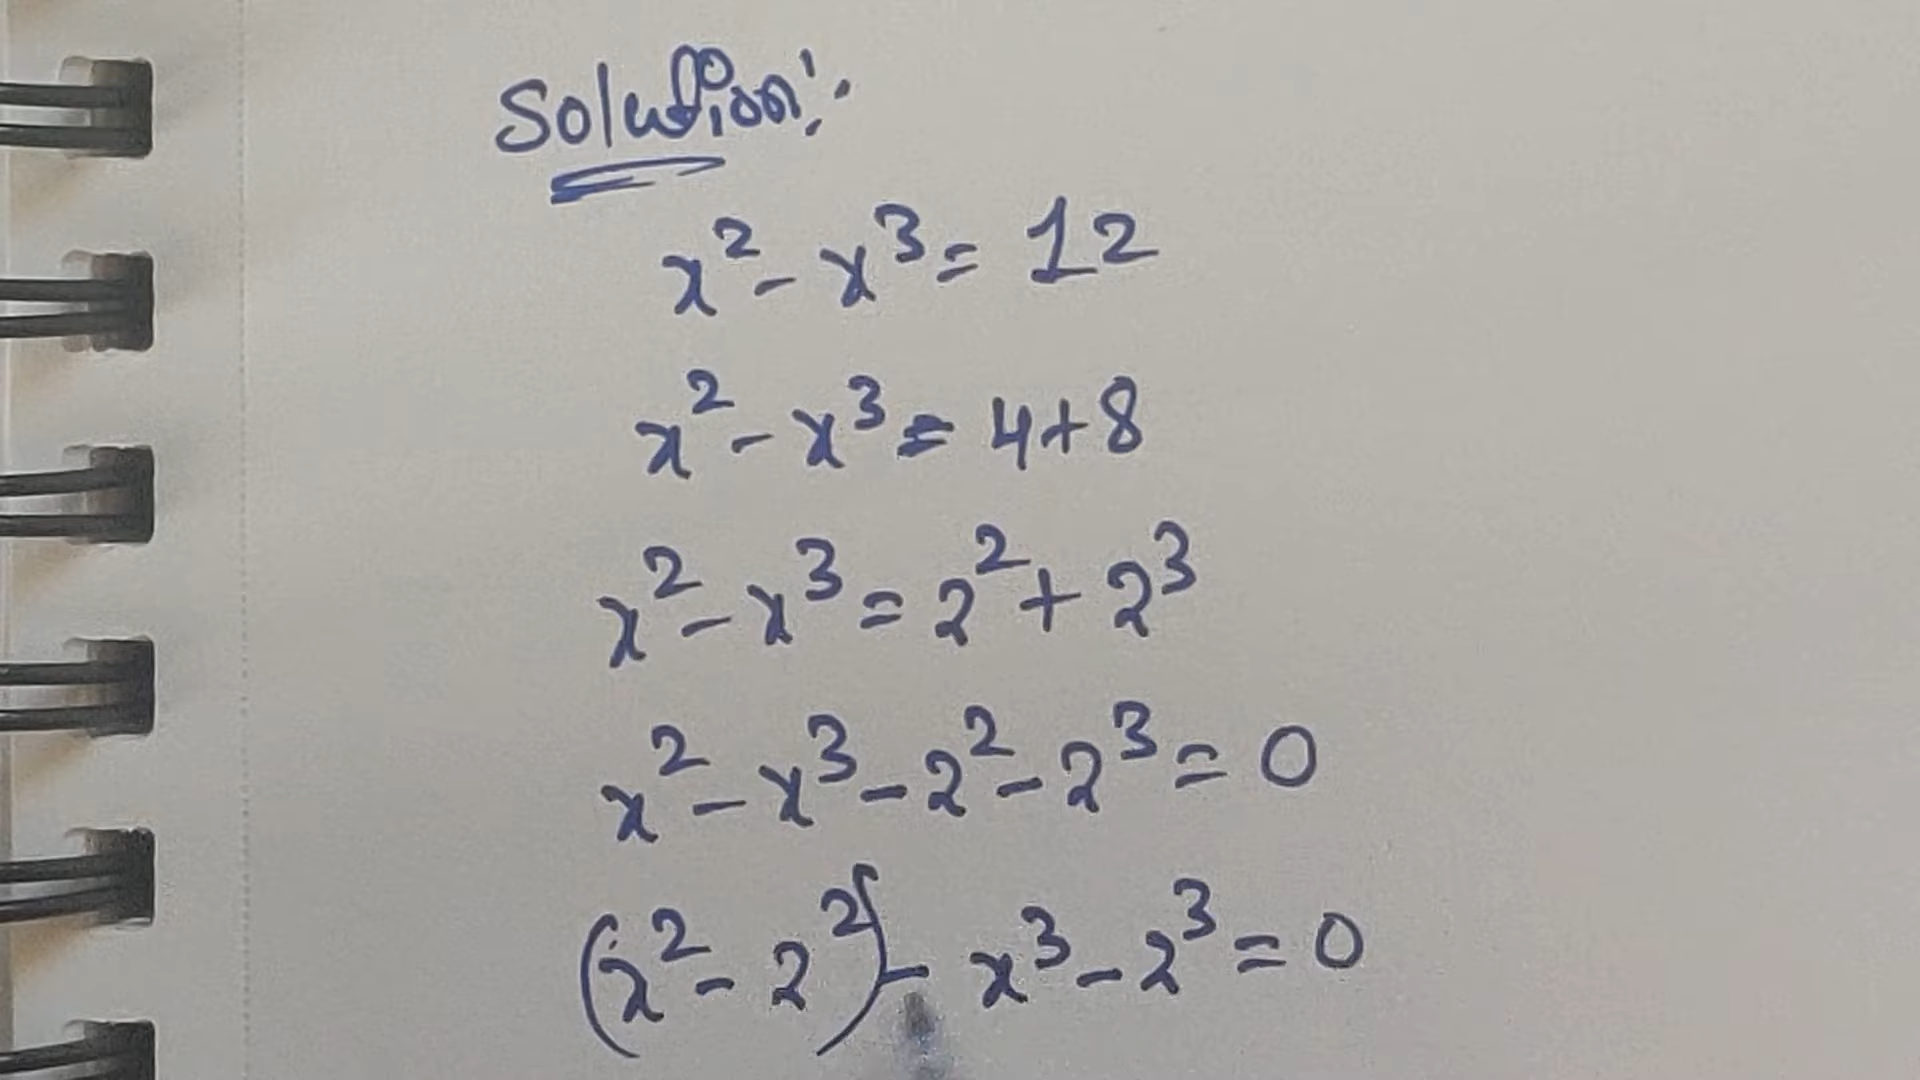 Solution:
x² - x³ = 12
x² - x³ = 4+8
x² - x³ = 2² + 2³
x² - x³ - 2² - 2³ = 0
(x² - 2²) - x³ - 2³ = 0